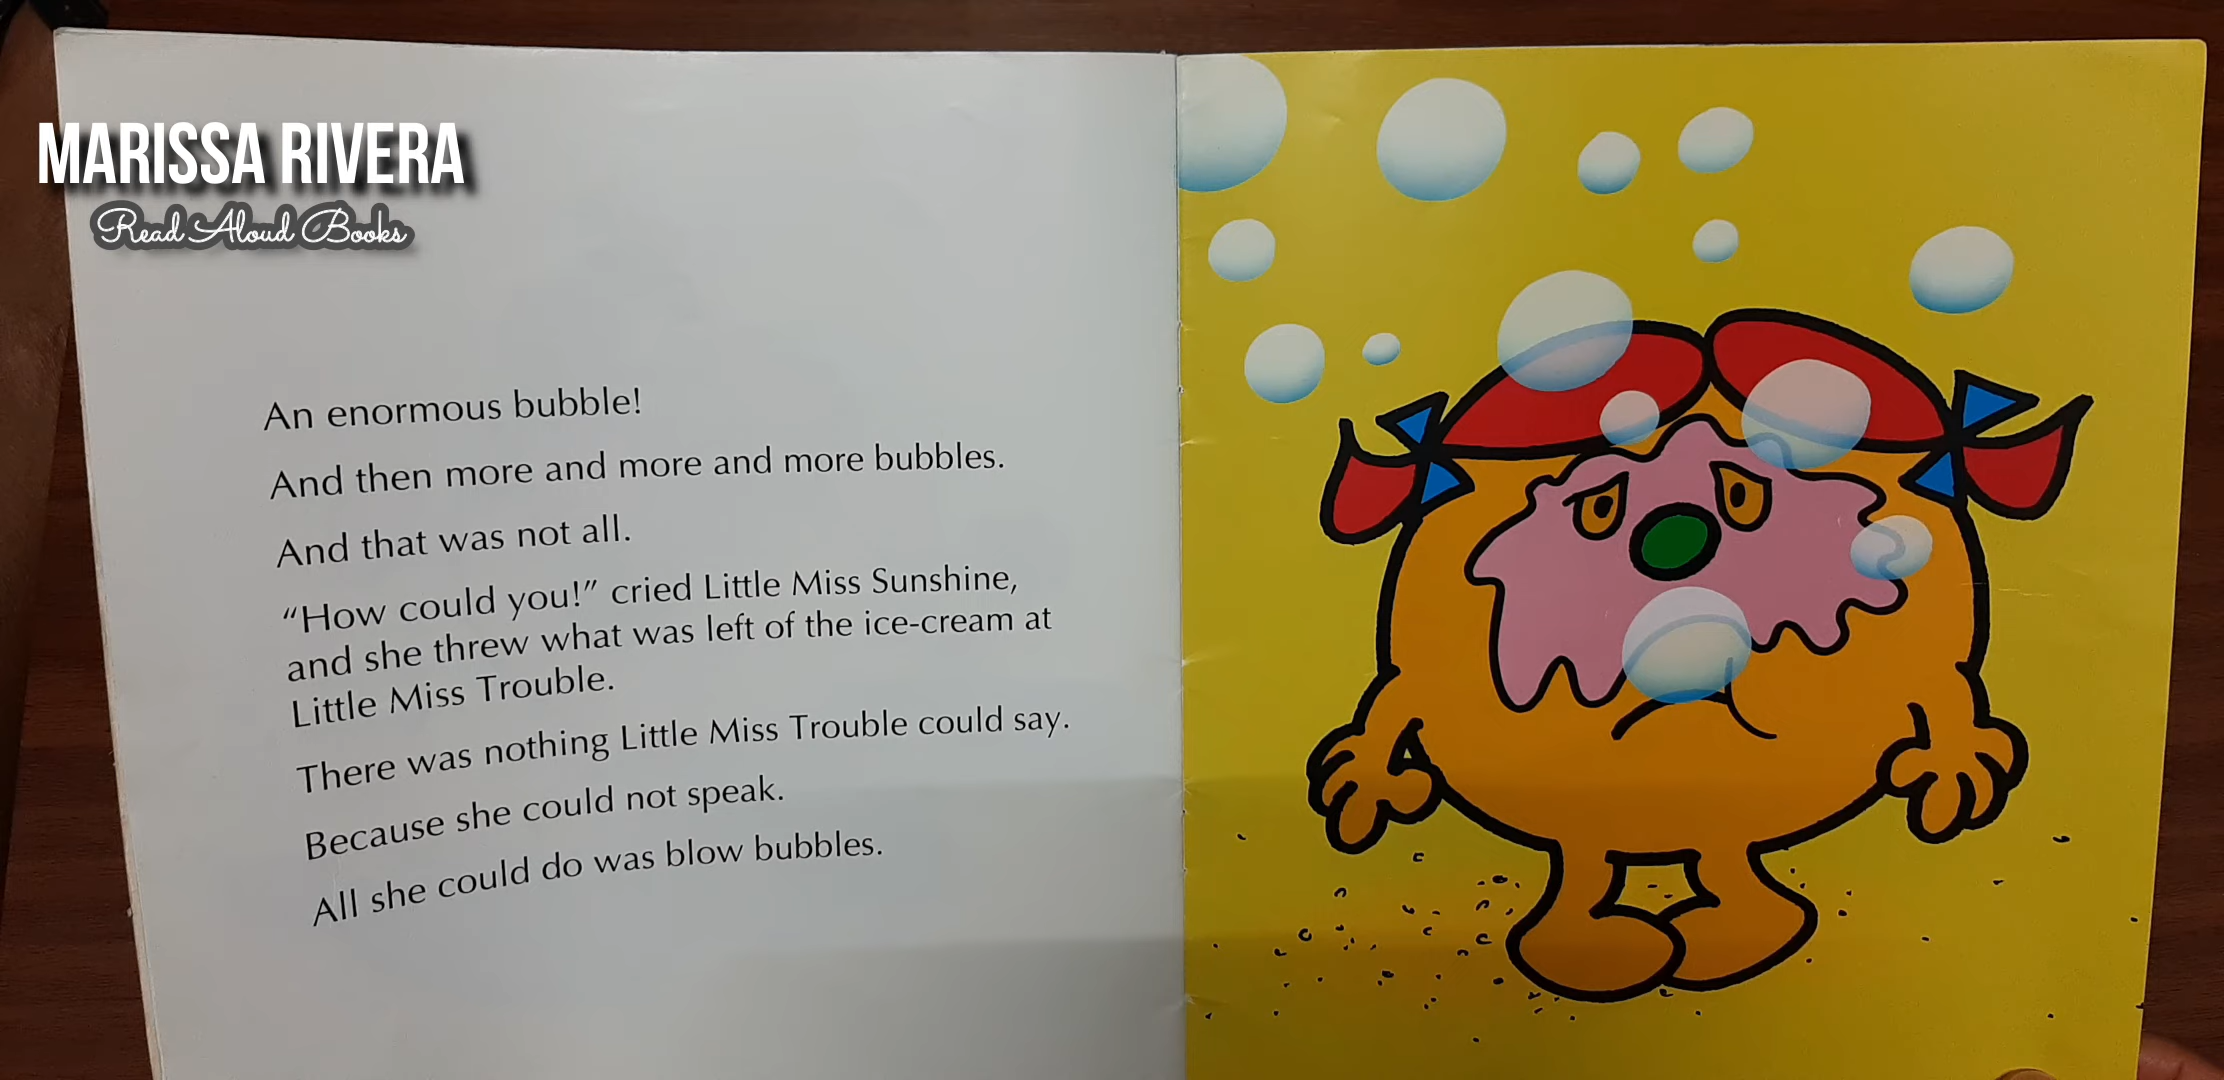 MARISSA RIVERA
Read Aloud Books
An enormous bubble!
And then more and more and more bubbles.
And that was not all.
“How could you!” cried Little Miss Sunshine,
and she threw what was left of the ice-cream at
Little Miss Trouble.
There was nothing Little Miss Trouble could say.
Because she could not speak.
All she could do was blow bubbles.